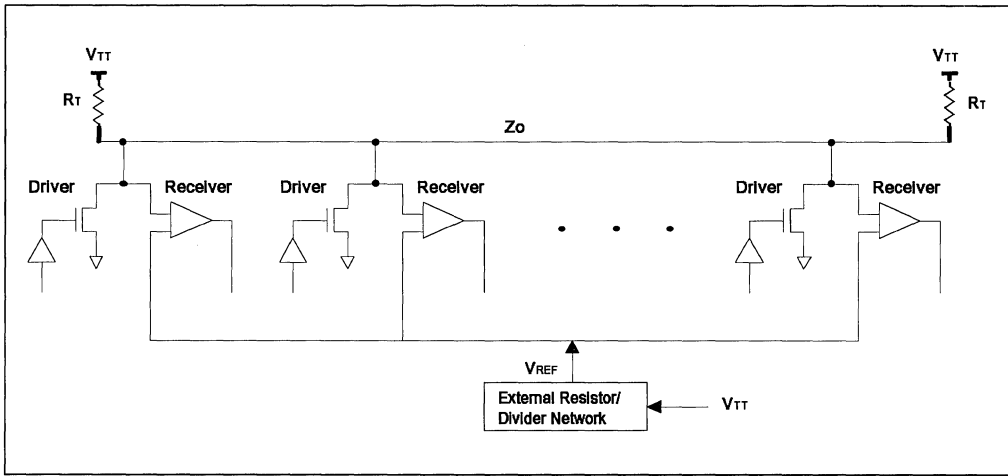 VTT
VTT
RT
RT
Zo
Driver
Receiver
Driver
Receiver
Driver
Receiver
VREF
External Resistor/
Divider Network
VTT